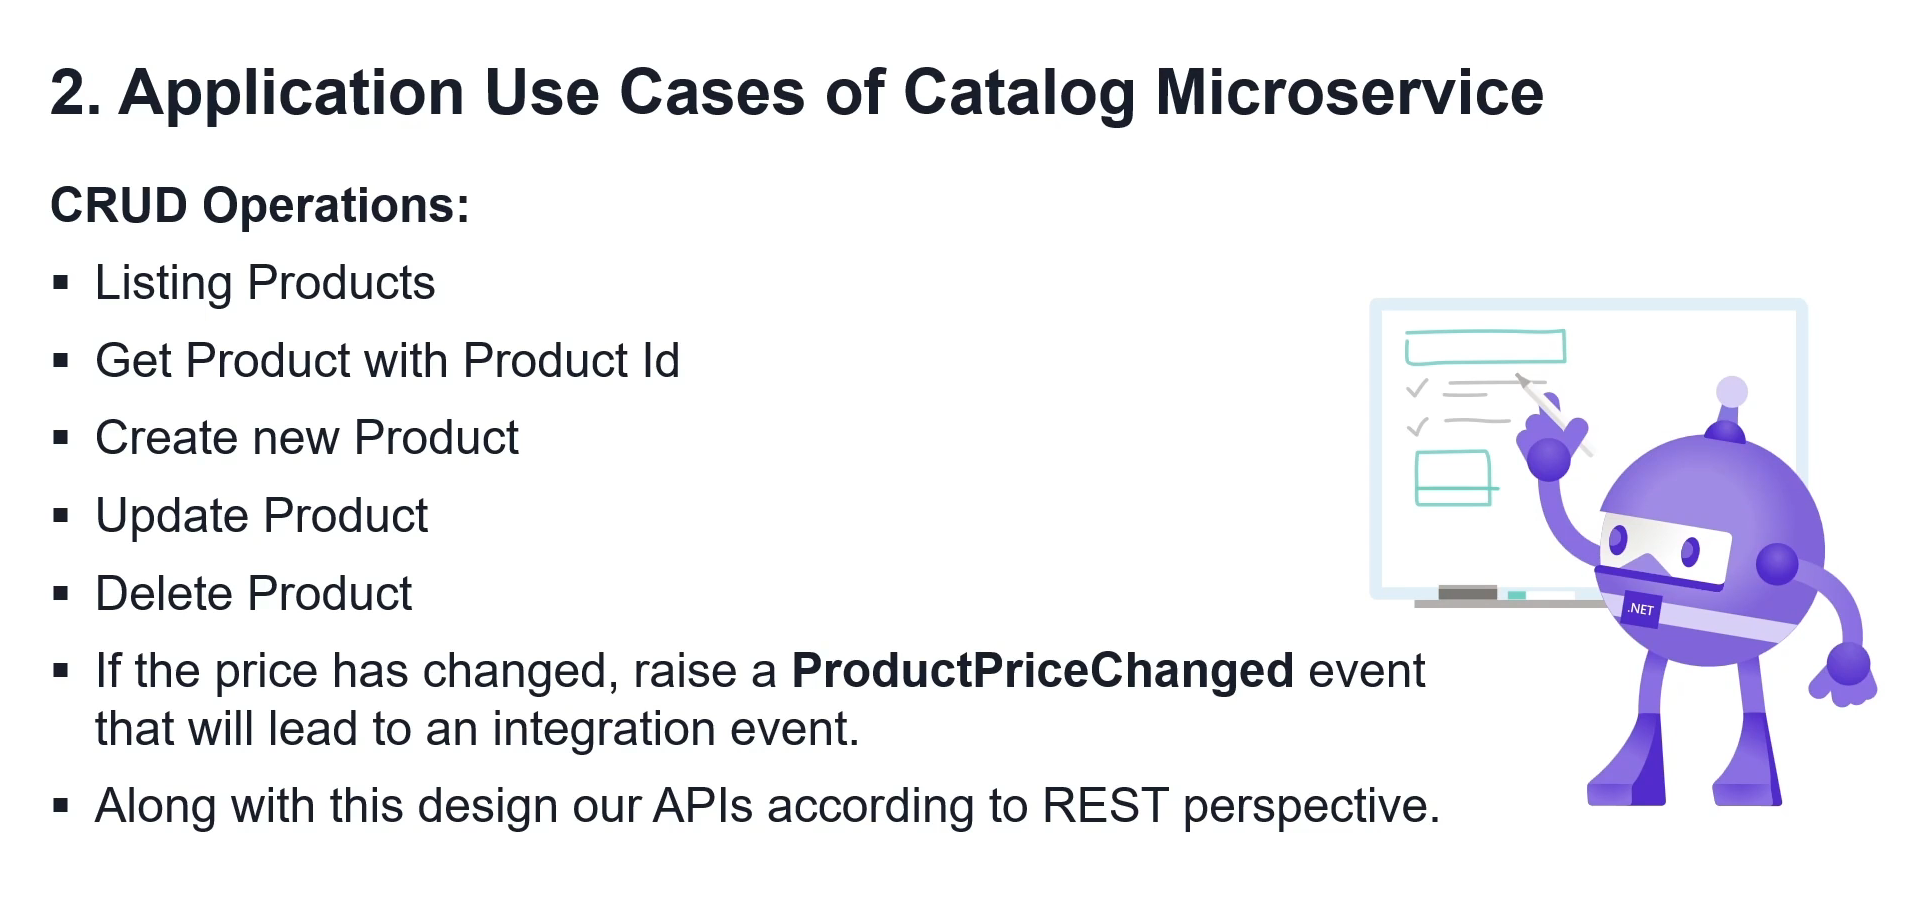 2. Application Use Cases of Catalog Microservice
CRUD Operations:
▪ Listing Products
▪ Get Product with Product Id
▪ Create new Product
▪ Update Product
▪ Delete Product
▪ If the price has changed, raise a ProductPriceChanged event
that will lead to an integration event.
▪ Along with this design our APIs according to REST perspective.
.NET